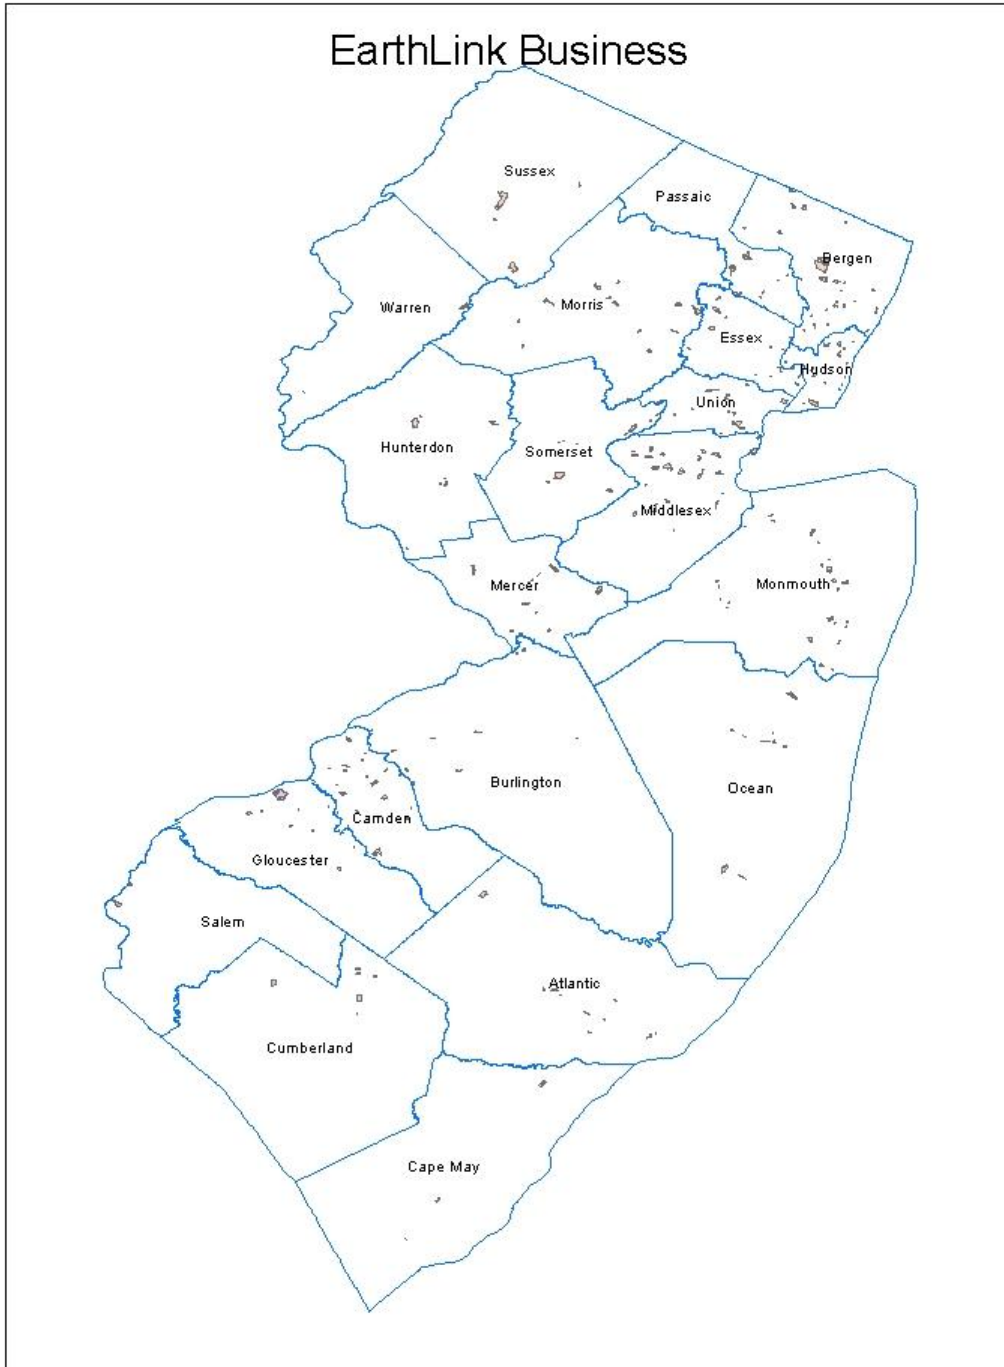 EarthLink Business
Sussex
Passaic
Bergen
Warren
Morris
Essex
Hudson
Union
Hunterdon
Somerset
Middlesex
Mercer
Monmouth
Burlington
Ocean
Camden
Gloucester
Salem
Atlantic
Cumberland
Cape May